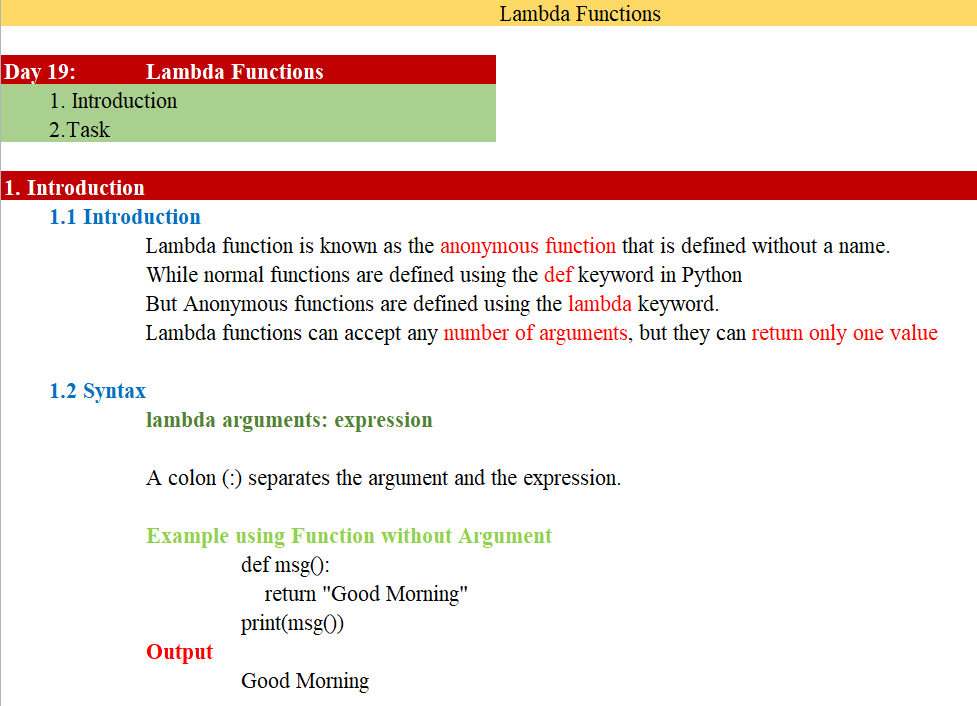 Lambda Functions
Day 19: Lambda Functions
1. Introduction
2.Task
1. Introduction
1.1 Introduction
Lambda function is known as the anonymous function that is defined without a name.
While normal functions are defined using the def keyword in Python
But Anonymous functions are defined using the lambda keyword.
Lambda functions can accept any number of arguments, but they can return only one value
1.2 Syntax
lambda arguments: expression
A colon (:) separates the argument and the expression.
Example using Function without Argument
def msg():
return "Good Morning"
print(msg())
Output
Good Morning